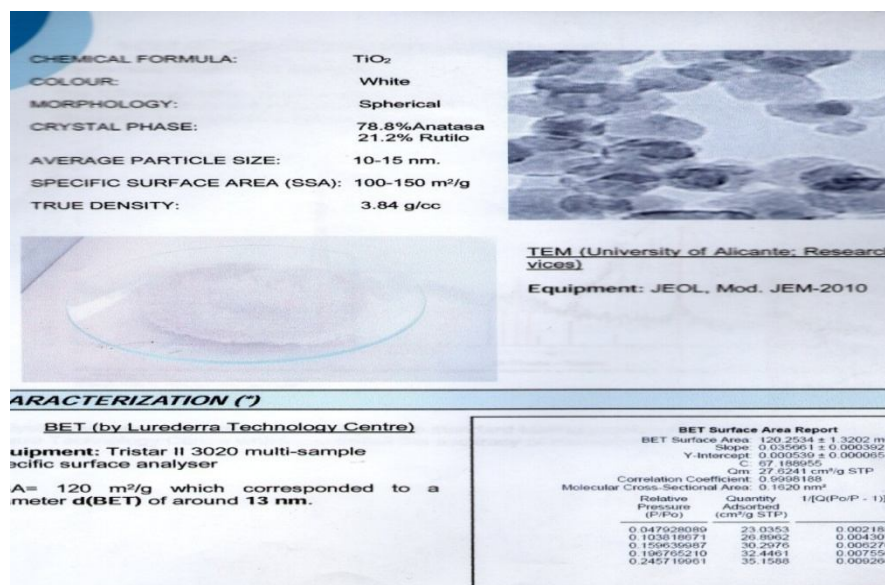 CHEMICAL FORMULA: TiO₂
COLOUR: White
MORPHOLOGY: Spherical
CRYSTAL PHASE: 78.8%Anatasa
21.2% Rutilo
AVERAGE PARTICLE SIZE: 10-15 nm.
SPECIFIC SURFACE AREA (SSA): 100-150 m²/g
TRUE DENSITY: 3.84 g/cc
TEM (University of Alicante; Researc
vices)
Equipment: JEOL, Mod. JEM-2010
ARACTERIZATION (*)
BET (by Lurederra Technology Centre)
uipment: Tristar II 3020 multi-sample
ecific surface analyser
A= 120 m²/g which corresponded to a
meter d(BET) of around 13 nm.
BET Surface Area Report
BET Surface Area: 120.2534 ± 1.3202 m
Slope: 0.035661 ± 0.000392
Y-Intercept: 0.000539 ± 0.000065
C: 67.188955
Qm: 27.6241 cm³/g STP
Correlation Coefficient: 0.9998188
Molecular Cross-Sectional Area: 0.1620 nm²
Relative Pressure (P/Po) Quantity Adsorbed (cm³/g STP) 1/[Q(Po/P - 1)]
0.047928089 23.0353 0.00218
0.103818671 26.8962 0.00430
0.159639987 30.2976 0.00627
0.196765210 32.4461 0.00755
0.245719961 35.1588 0.00926